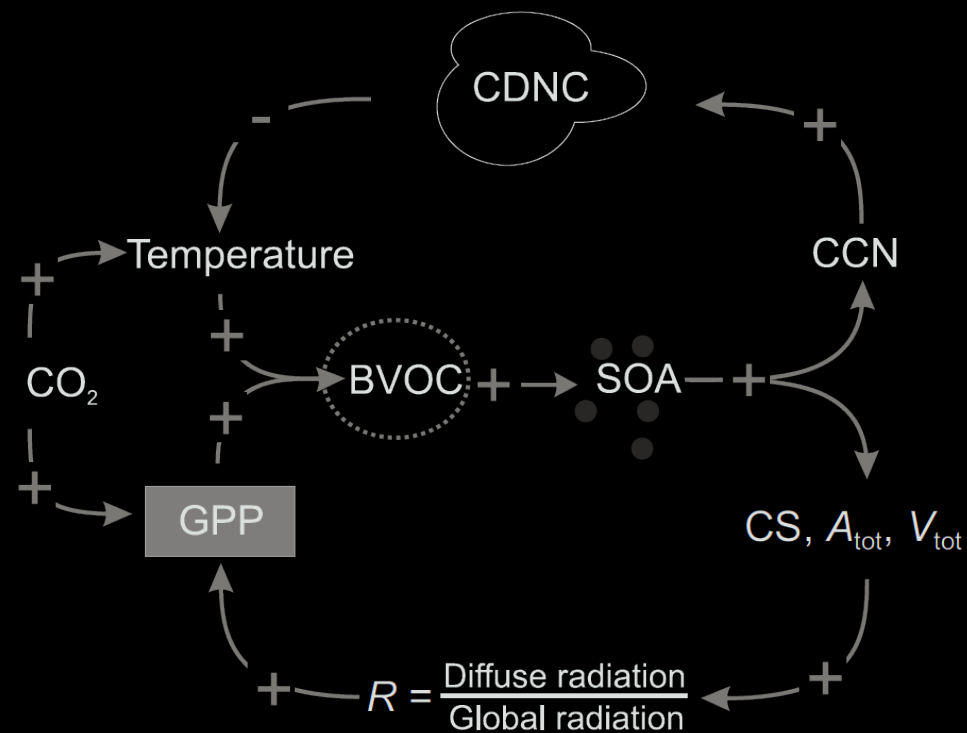 CDNC
-
+
Temperature
CCN
+
+
CO₂
BVOC
+
SOA
+
+
+
GPP
CS, Aₜₒₜ, Vₜₒₜ
+
R = Diffuse radiation
Global radiation
+